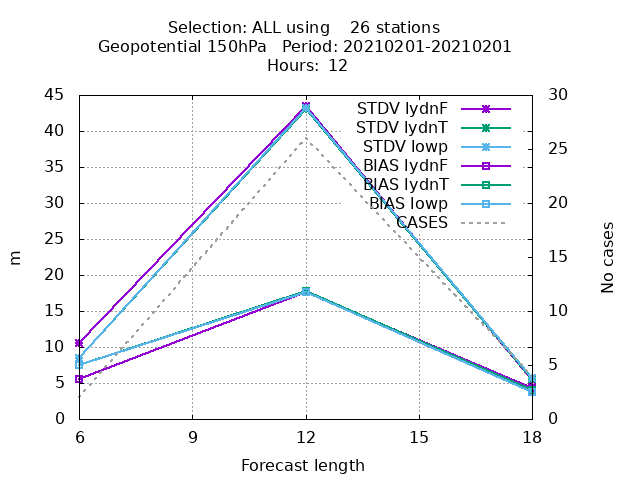 Selection: ALL using    26 stations
Geopotential 150hPa   Period: 20210201-20210201
Hours: 12
45
40
35
30
25
20
15
10
5
0
m
30
25
20
15
10
5
0
No cases
STDV lydnF
STDV lydnT
STDV lowp
BIAS lydnF
BIAS lydnT
BIAS lowp
CASES
6 9 12 15 18
Forecast length